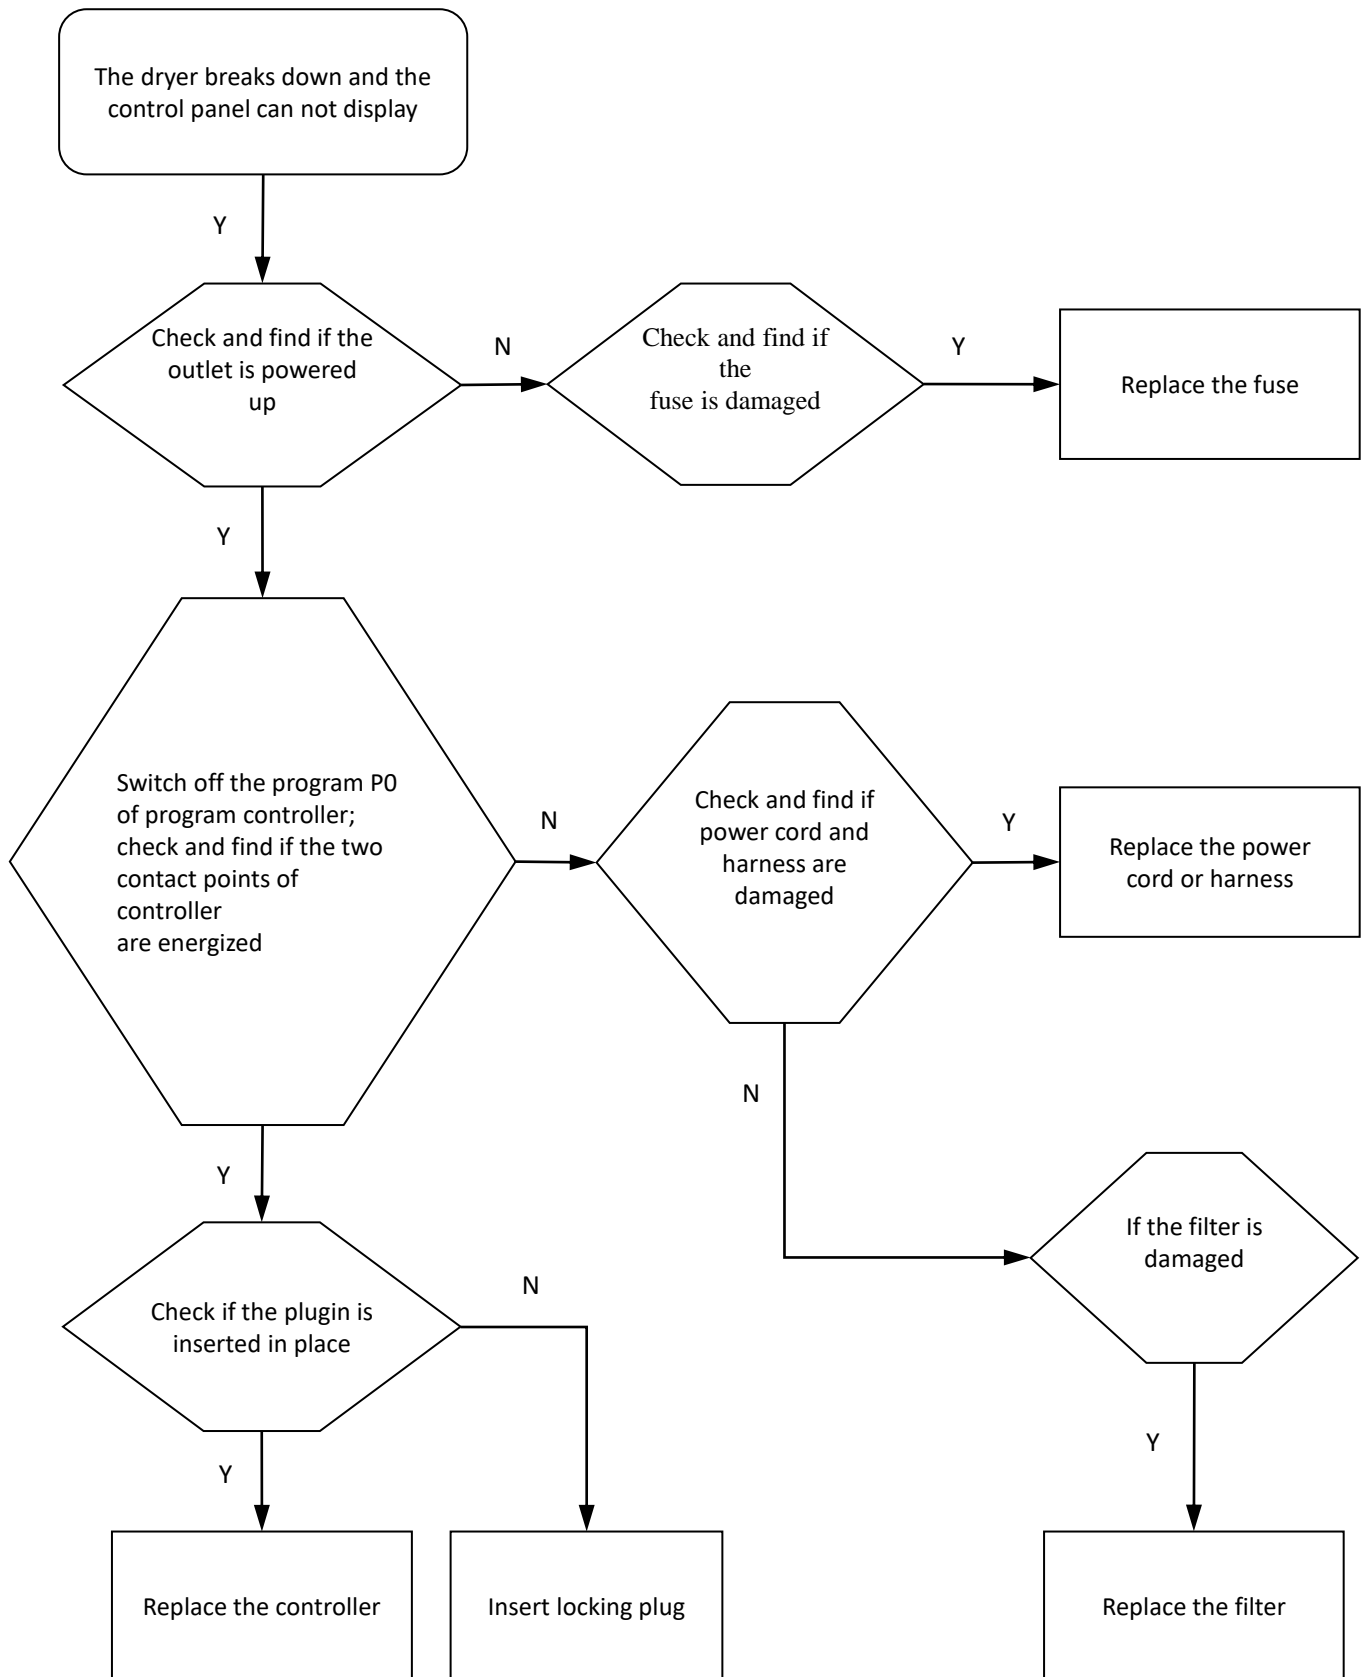 The dryer breaks down and the
control panel can not display
Y
Check and find if the
outlet is powered
up
N
Check and find if
the
fuse is damaged
Y
Replace the fuse
Y
Switch off the program P0
of program controller;
check and find if the two
contact points of
controller
are energized
N
Check and find if
power cord and
harness are
damaged
Y
Replace the power
cord or harness
N
Y
If the filter is
damaged
Check if the plugin is
inserted in place
N
Y
Y
Replace the controller
Insert locking plug
Replace the filter